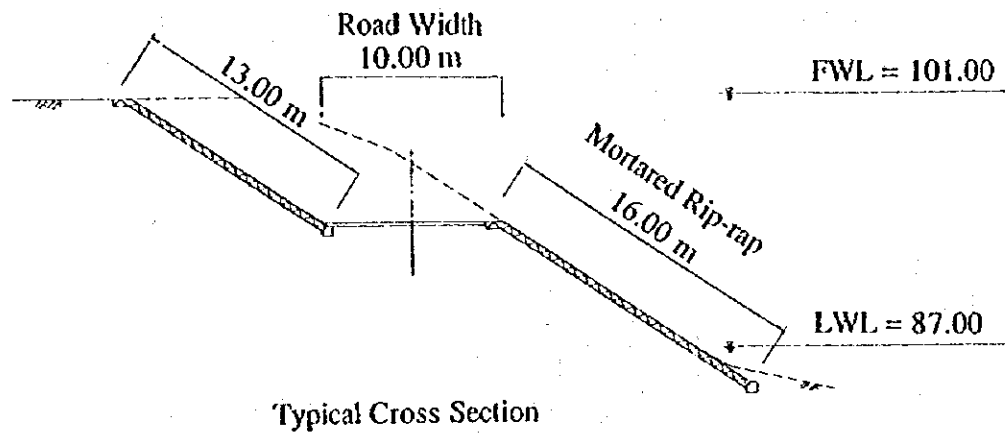 Road Width
10.00 m
13.00 m
FWL = 101.00
Mortared Rip-rap
16.00 m
LWL = 87.00
Typical Cross Section